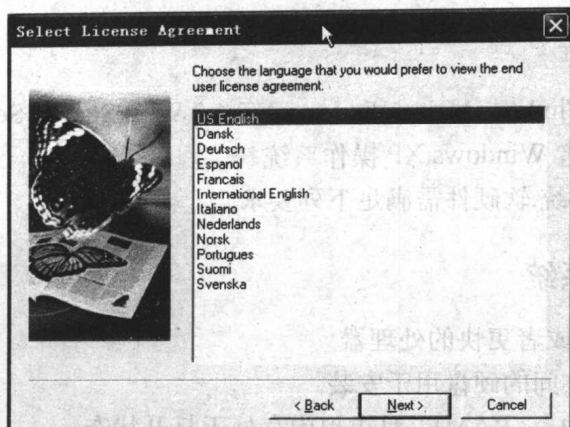 Select License Agreement
Choose the language that you would prefer to view the end
user license agreement.
US English
Dansk
Deutsch
Espanol
Francais
International English
Italiano
Nederlands
Norsk
Portugues
Suomi
Svenska
< Back
Next >
Cancel